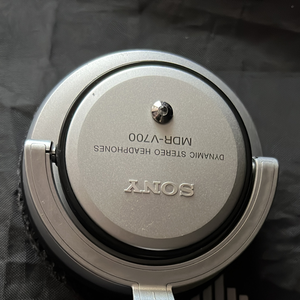 SONY
DYNAMIC STEREO HEADPHONES
MDR-V700